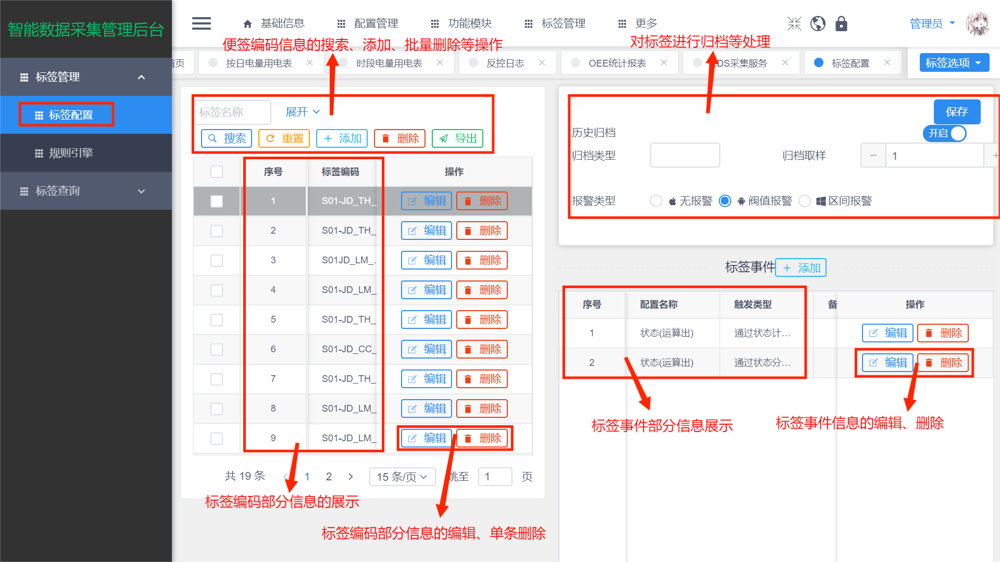 智能数据采集管理后台
基础信息
配置管理
功能模块
标签管理
更多
管理员
便签编码信息的搜索、添加、批量删除等操作
对标签进行归档等处理
首页
按日电量用电表
时段电量用电表
反控日志
OEE统计报表
DS采集服务
标签配置
标签选项
标签管理
标签配置
规则引擎
标签查询
标签名称
展开
搜索
重置
添加
删除
导出
序号 标签编码 操作
1 S01-JD_TH_ 编辑 删除
2 S01-JD_TH_ 编辑 删除
3 S01JD_LM_. 编辑 删除
4 S01-JD_LM_ 编辑 删除
5 S01-JD_TH_ 编辑 删除
6 S01-JD_CC_ 编辑 删除
7 S01-JD_TH_ 编辑 删除
8 S01-JD_LM_ 编辑 删除
9 S01-JD_LM_ 编辑 删除
共 19 条 1 2 15 条/页 跳至 1 页
标签编码部分信息的展示
标签编码部分信息的编辑、单条删除
保存
历史归档 开启
归档类型 归档取样 − 1 +
报警类型 无报警 阀值报警 区间报警
标签事件 添加
序号 配置名称 触发类型 备 操作
1 状态(运算出) 通过状态计... 编辑 删除
2 状态(运算出) 通过状态分... 编辑 删除
标签事件部分信息展示
标签事件信息的编辑、删除